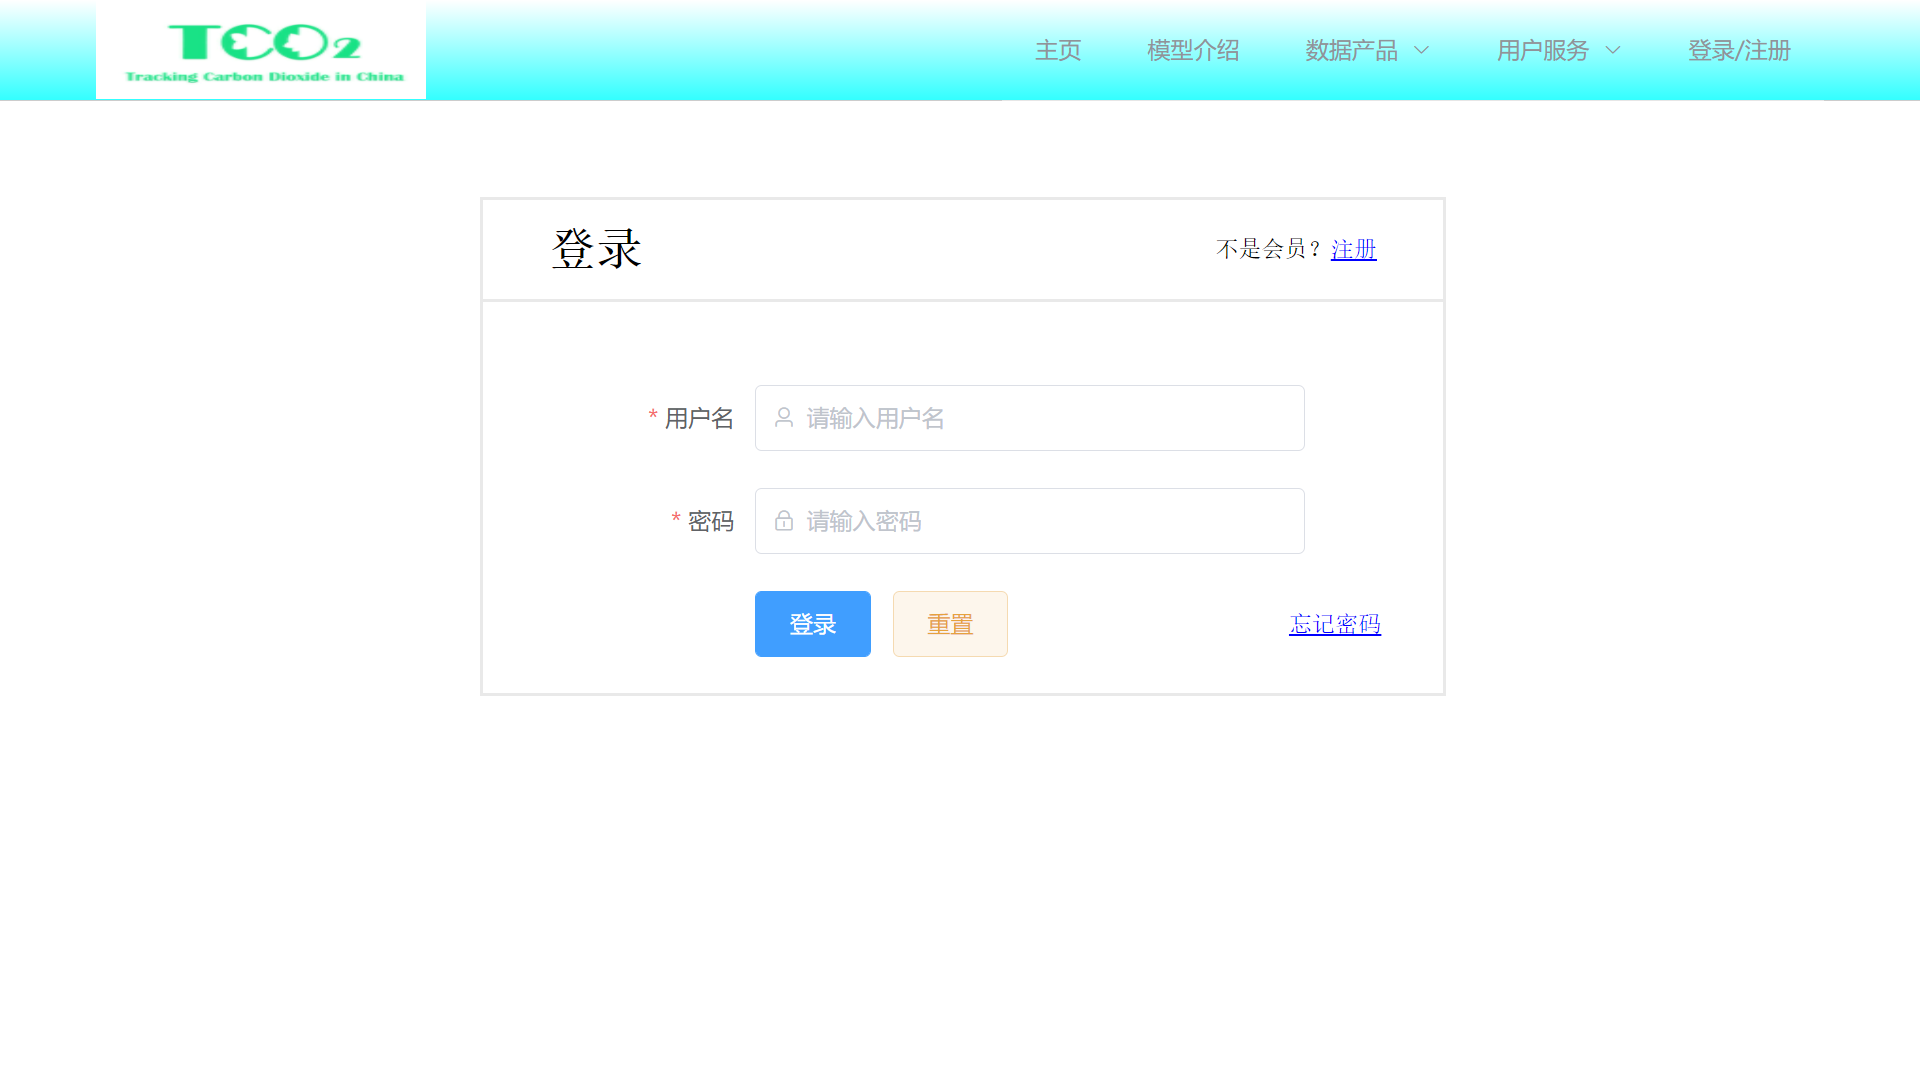 TCO2
Tracking Carbon Dioxide in China
主页
模型介绍
数据产品
用户服务
登录/注册
登录
不是会员？注册
* 用户名
请输入用户名
* 密码
请输入密码
登录
重置
忘记密码